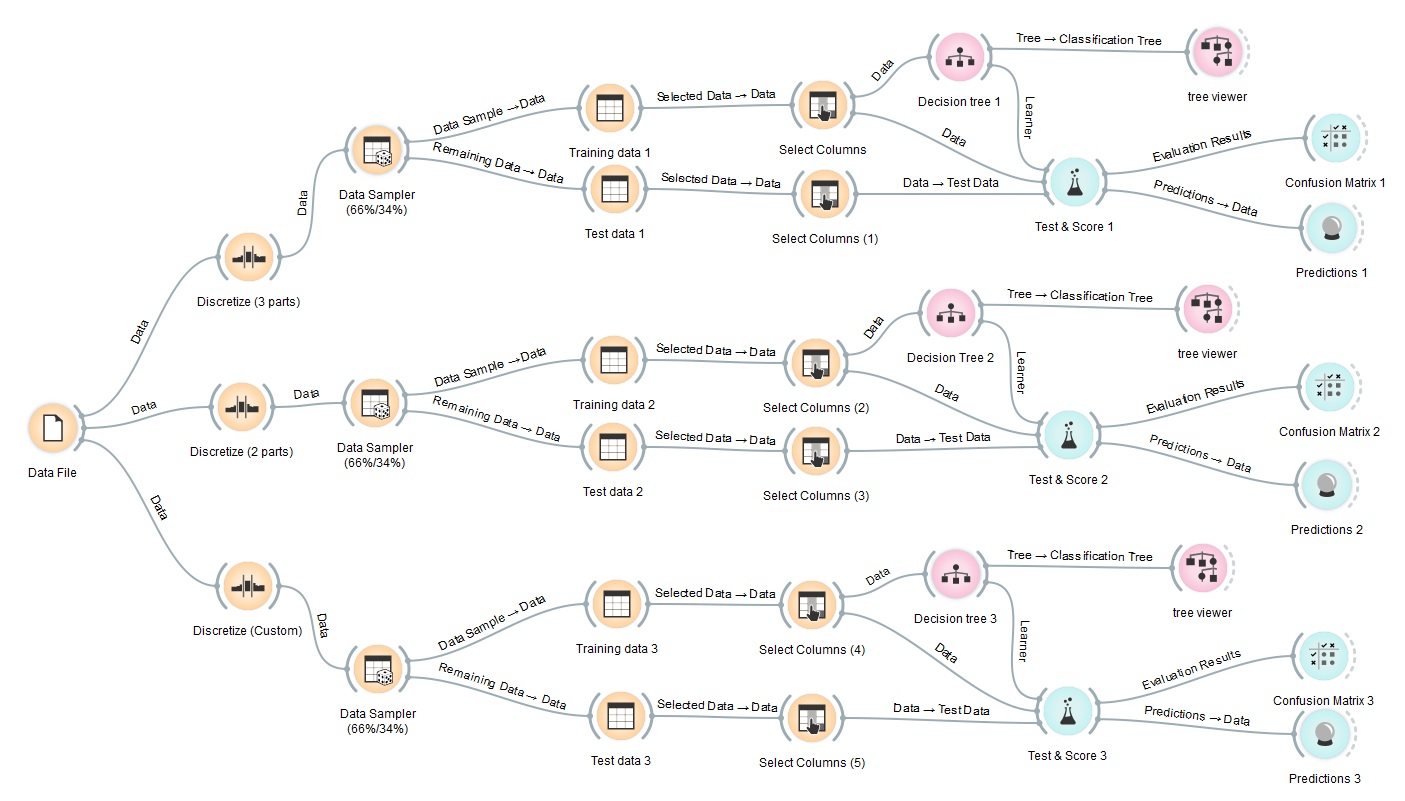 Tree → Classification Tree
Data
Decision tree 1
tree viewer
Learner
Data Sample → Data
Selected Data → Data
Training data 1
Select Columns
Data
Evaluation Results
Confusion Matrix 1
Remaining Data → Data
Selected Data → Data
Data → Test Data
Predictions → Data
Data
Data Sampler
(66%/34%)
Test data 1
Select Columns (1)
Test & Score 1
Predictions 1
Discretize (3 parts)
Data
Tree → Classification Tree
Data
Decision Tree 2
tree viewer
Learner
Data Sample → Data
Selected Data → Data
Training data 2
Select Columns (2)
Data
Evaluation Results
Confusion Matrix 2
Data
Data
Data Sampler
(66%/34%)
Remaining Data → Data
Selected Data → Data
Data → Test Data
Predictions → Data
Discretize (2 parts)
Data File
Test data 2
Select Columns (3)
Test & Score 2
Predictions 2
Data
Tree → Classification Tree
Data
Decision tree 3
tree viewer
Learner
Discretize (Custom)
Data
Data Sample → Data
Selected Data → Data
Training data 3
Select Columns (4)
Data
Evaluation Results
Confusion Matrix 3
Data Sampler
(66%/34%)
Remaining Data → Data
Selected Data → Data
Data → Test Data
Predictions → Data
Test data 3
Select Columns (5)
Test & Score 3
Predictions 3